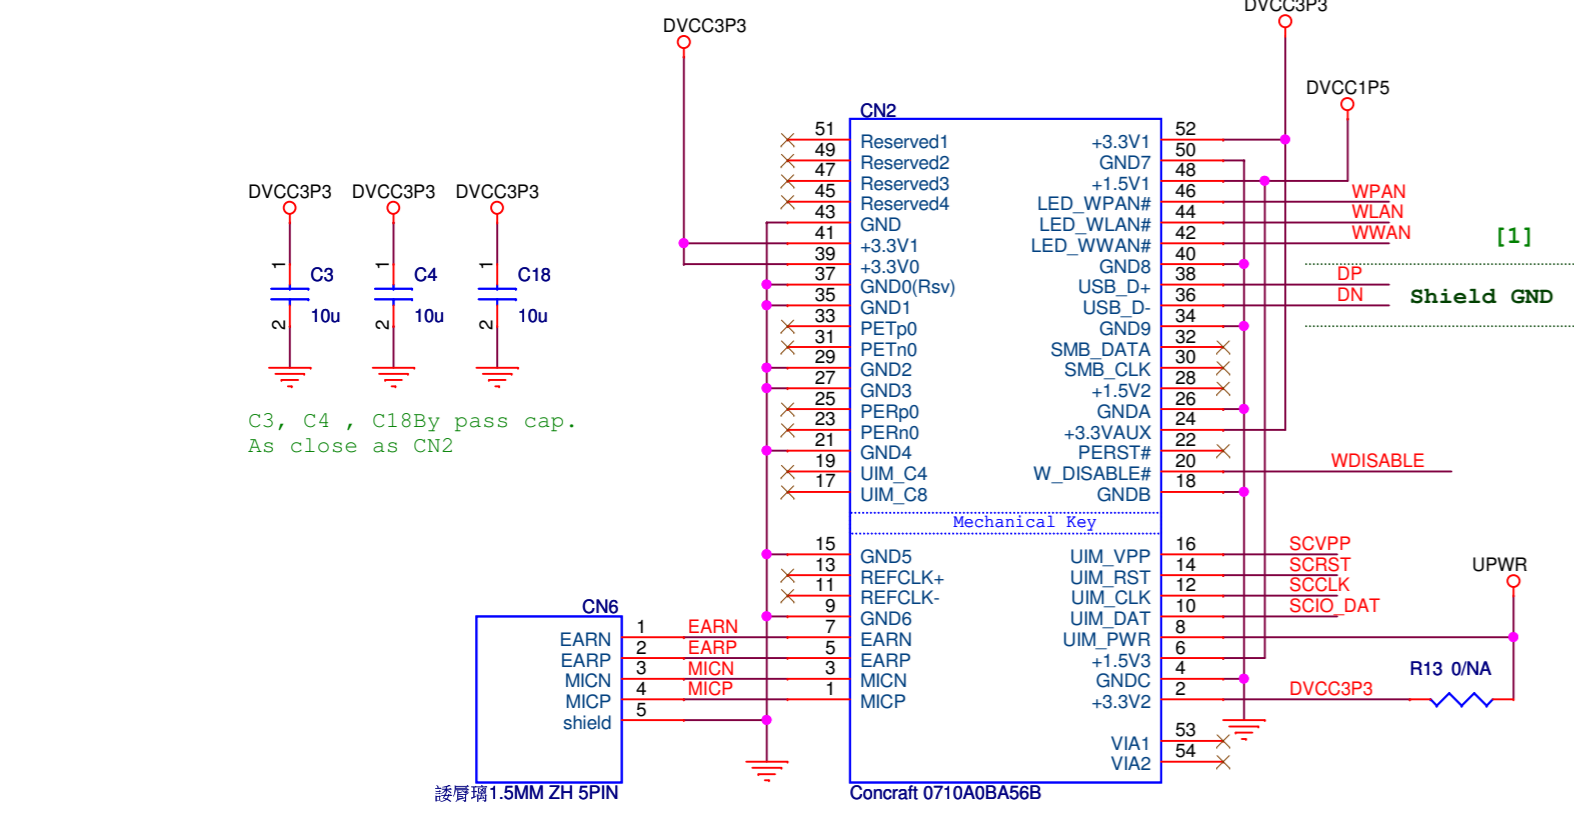 DVCC3P3
DVCC3P3
DVCC1P5
CN2
51 Reserved1 +3.3V1 52
49 Reserved2 GND7 50
47 Reserved3 +1.5V1 48
45 Reserved4 LED_WPAN# 46 WPAN
43 GND LED_WLAN# 44 WLAN
41 +3.3V1 LED_WWAN# 42 WWAN
39 +3.3V0 GND8 40
37 GND0(Rsv) USB_D+ 38 DP
35 GND1 USB_D- 36 DN
33 PETp0 GND9 34
31 PETn0 SMB_DATA 32
29 GND2 SMB_CLK 30
27 GND3 +1.5V2 28
25 PERp0 GNDA 26
23 PERn0 +3.3VAUX 24
21 GND4 PERST# 22
19 UIM_C4 W_DISABLE# 20 WDISABLE
17 UIM_C8 GNDB 18
Mechanical Key
15 GND5 UIM_VPP 16 SCVPP
13 REFCLK+ UIM_RST 14 SCRST
11 REFCLK- UIM_CLK 12 SCCLK
9 GND6 UIM_DAT 10 SCIO_DAT
7 EARN UIM_PWR 8
5 EARP +1.5V3 6
3 MICN GNDC 4
1 MICP +3.3V2 2 DVCC3P3
VIA1 53
VIA2 54
Concraft 0710A0BA56B
[1]
Shield GND
UPWR
R13 0/NA
DVCC3P3 DVCC3P3 DVCC3P3
1 C3 1 C4 1 C18
2 10u 2 10u 2 10u
C3, C4 , C18By pass cap.
As close as CN2
CN6
EARN 1 EARN
EARP 2 EARP
MICN 3 MICN
MICP 4 MICP
shield 5
1.5MM ZH 5PIN